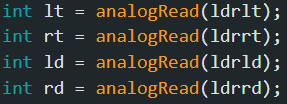 int lt = analogRead(ldrlt);
int rt = analogRead(ldrrt);
int ld = analogRead(ldrld);
int rd = analogRead(ldrrd);